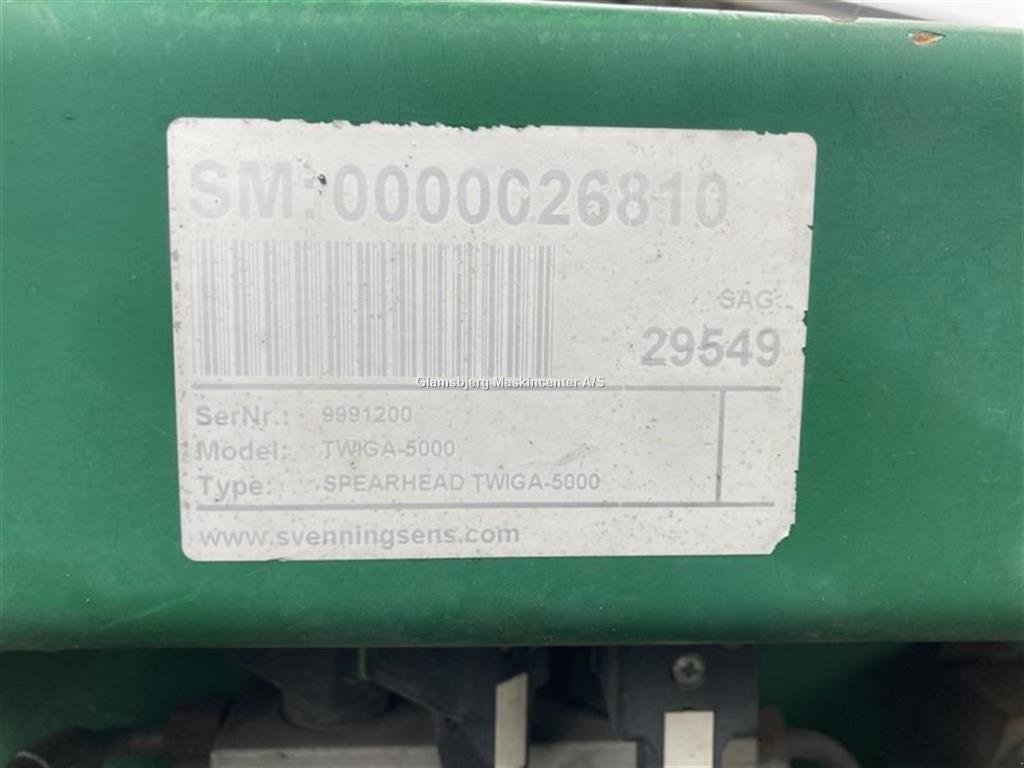 SM: 0000026810
SAG:
29549
Glamsbjerg Maskincenter A/S
SerNr.: 9991200
Model: TWIGA-5000
Type: SPEARHEAD TWIGA-5000
www.svenningsens.com